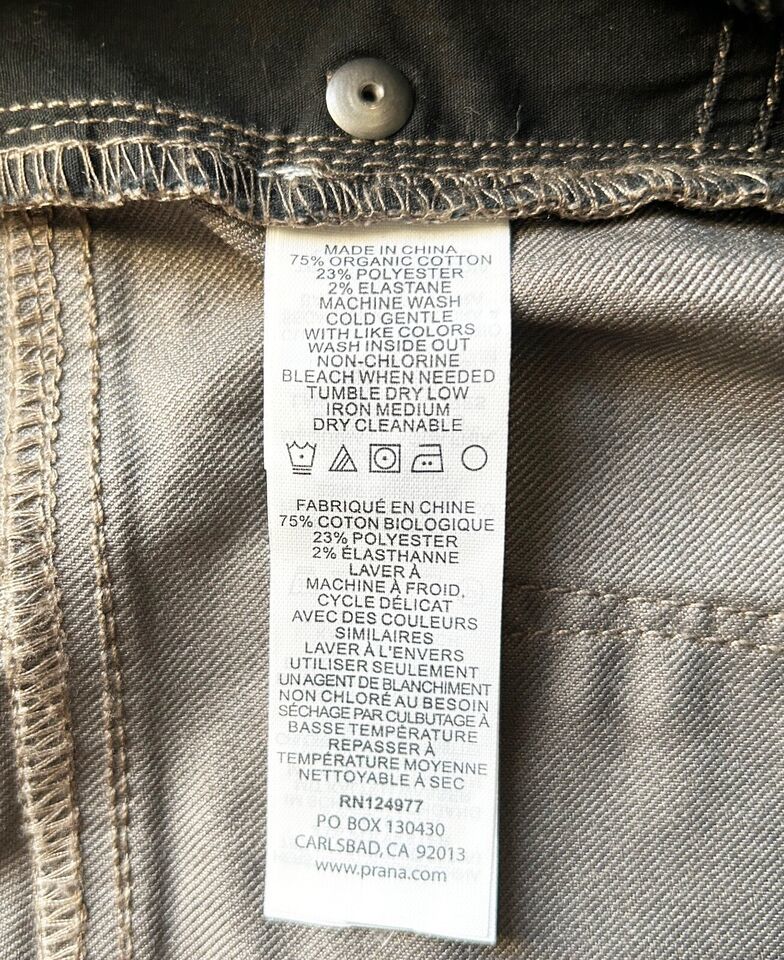 MADE IN CHINA
75% ORGANIC COTTON
23% POLYESTER
2% ELASTANE
MACHINE WASH
COLD GENTLE
WITH LIKE COLORS
WASH INSIDE OUT
NON-CHLORINE
BLEACH WHEN NEEDED
TUMBLE DRY LOW
IRON MEDIUM
DRY CLEANABLE
FABRIQUÉ EN CHINE
75% COTON BIOLOGIQUE
23% POLYESTER
2% ÉLASTHANNE
LAVER À
MACHINE À FROID,
CYCLE DÉLICAT
AVEC DES COULEURS
SIMILAIRES
LAVER À L'ENVERS
UTILISER SEULEMENT
UN AGENT DE BLANCHIMENT
NON CHLORÉ AU BESOIN
SÉCHAGE PAR CULBUTAGE À
BASSE TEMPÉRATURE
REPASSER À
TEMPÉRATURE MOYENNE
NETTOYABLE À SEC
RN124977
PO BOX 130430
CARLSBAD, CA 92013
www.prana.com